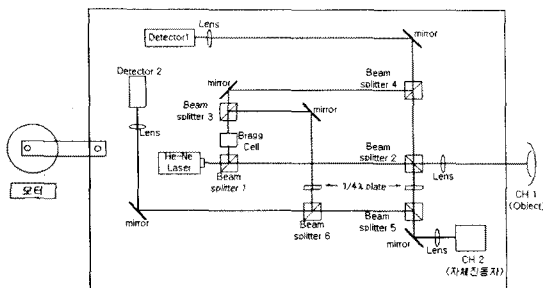 Lens
Detector1
mirror
Detector 2
mirror
Beam
splitter 4
Beam
splitter 3
mirror
Lens
Bragg
Cell
He-Ne
Laser
Beam
splitter 2
Beam
splitter 1
Lens
모터
1/4λ plate
CH 1
(Object)
mirror
Beam
splitter 6
Beam
splitter 5
mirror
Lens
CH 2
(자체진동자)